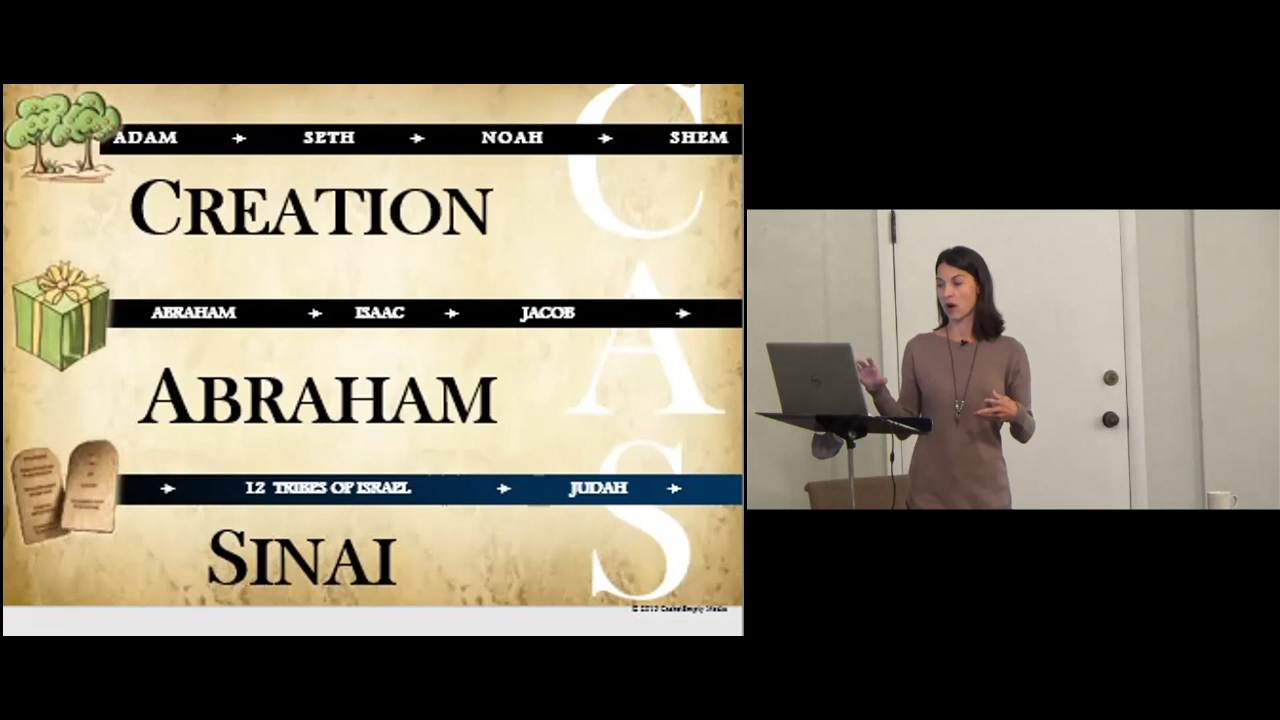 ADAM → SETH → NOAH → SHEM
CREATION
C
ABRAHAM → ISAAC → JACOB →
ABRAHAM
A
→ 12 TRIBES OF ISRAEL → JUDAH →
SINAI
S